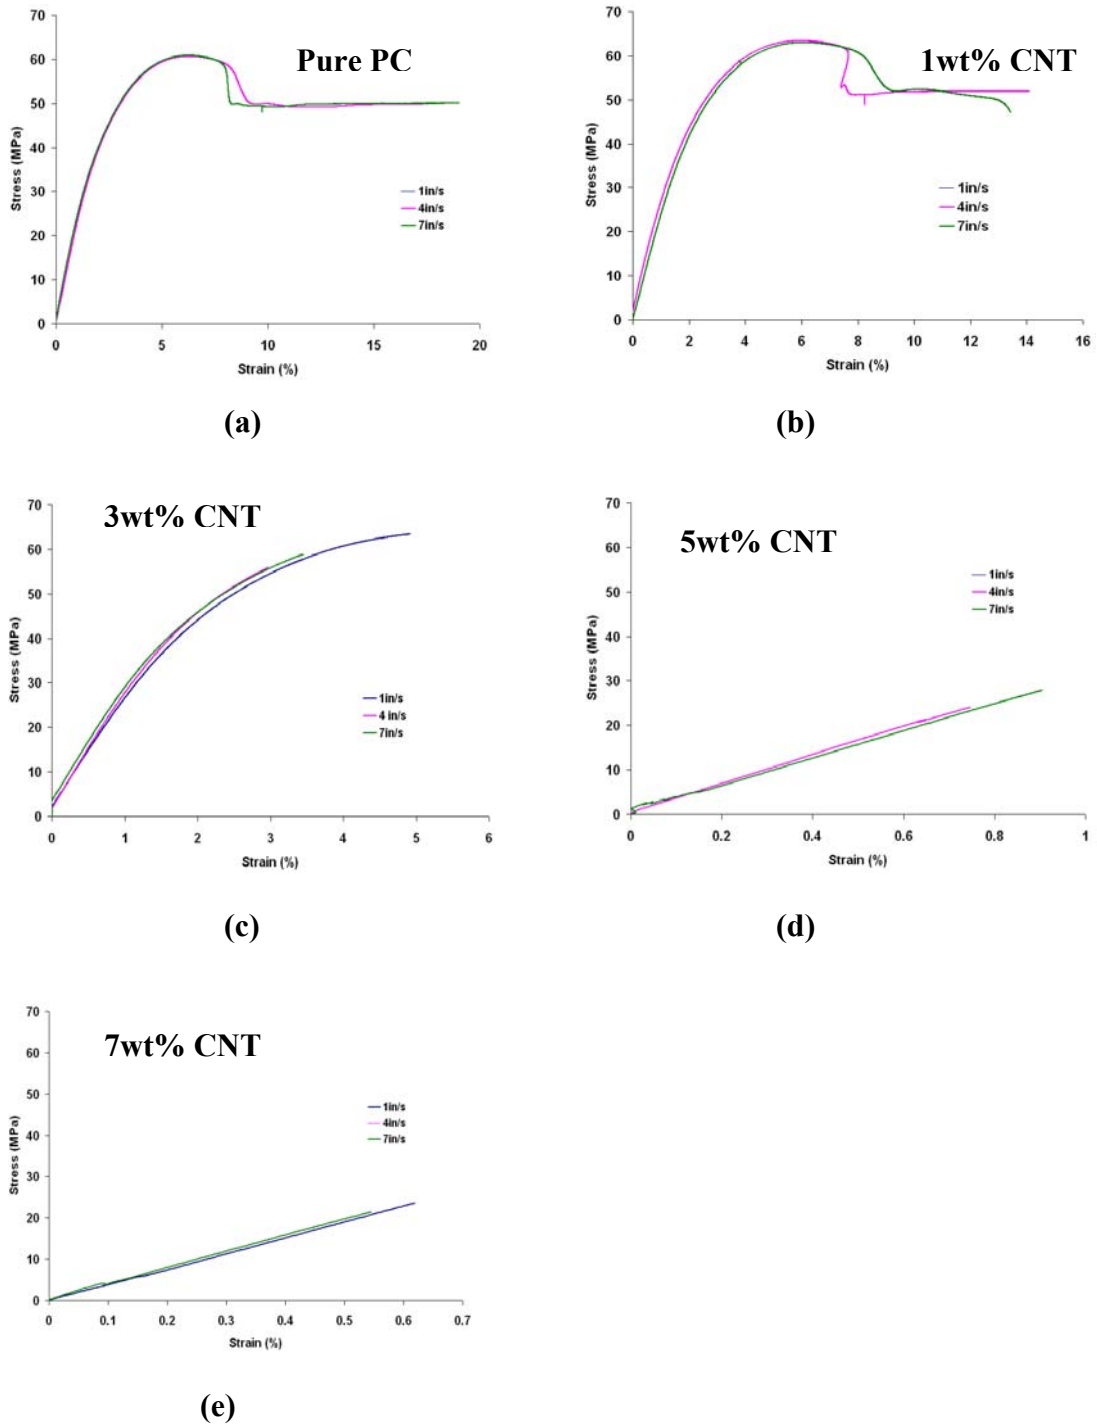 Pure PC
70
60
50
40
30
20
10
0
Stress (MPa)
1in/s
4in/s
7in/s
0 5 10 15 20
Strain (%)
(a)
1wt% CNT
70
60
50
40
30
20
10
0
Stress (MPa)
1in/s
4in/s
7in/s
0 2 4 6 8 10 12 14 16
Strain (%)
(b)
3wt% CNT
70
60
50
40
30
20
10
0
Stress (MPa)
1in/s
4 in/s
7in/s
0 1 2 3 4 5 6
Strain (%)
(c)
5wt% CNT
70
60
50
40
30
20
10
0
Stress (MPa)
1in/s
4in/s
7in/s
0 0.2 0.4 0.6 0.8 1
Strain (%)
(d)
7wt% CNT
70
60
50
40
30
20
10
0
Stress (MPa)
1in/s
4in/s
7in/s
0 0.1 0.2 0.3 0.4 0.5 0.6 0.7
Strain (%)
(e)